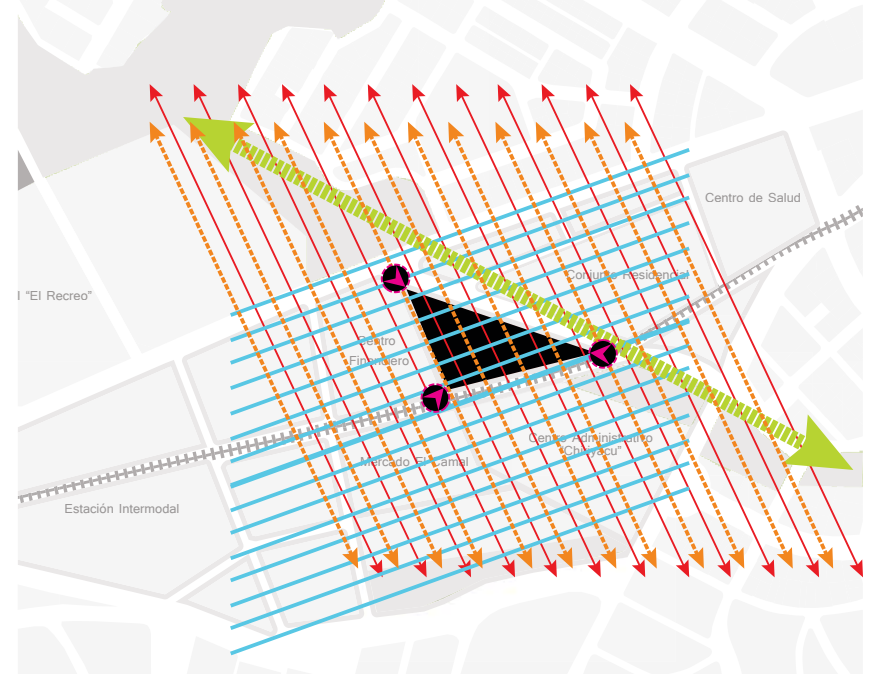 Centro de Salud
Conjunto Residencial
l "El Recreo"
Centro
Financiero
Centro Administrativo
"Chiriyacu"
Mercado El Camal
Estación Intermodal